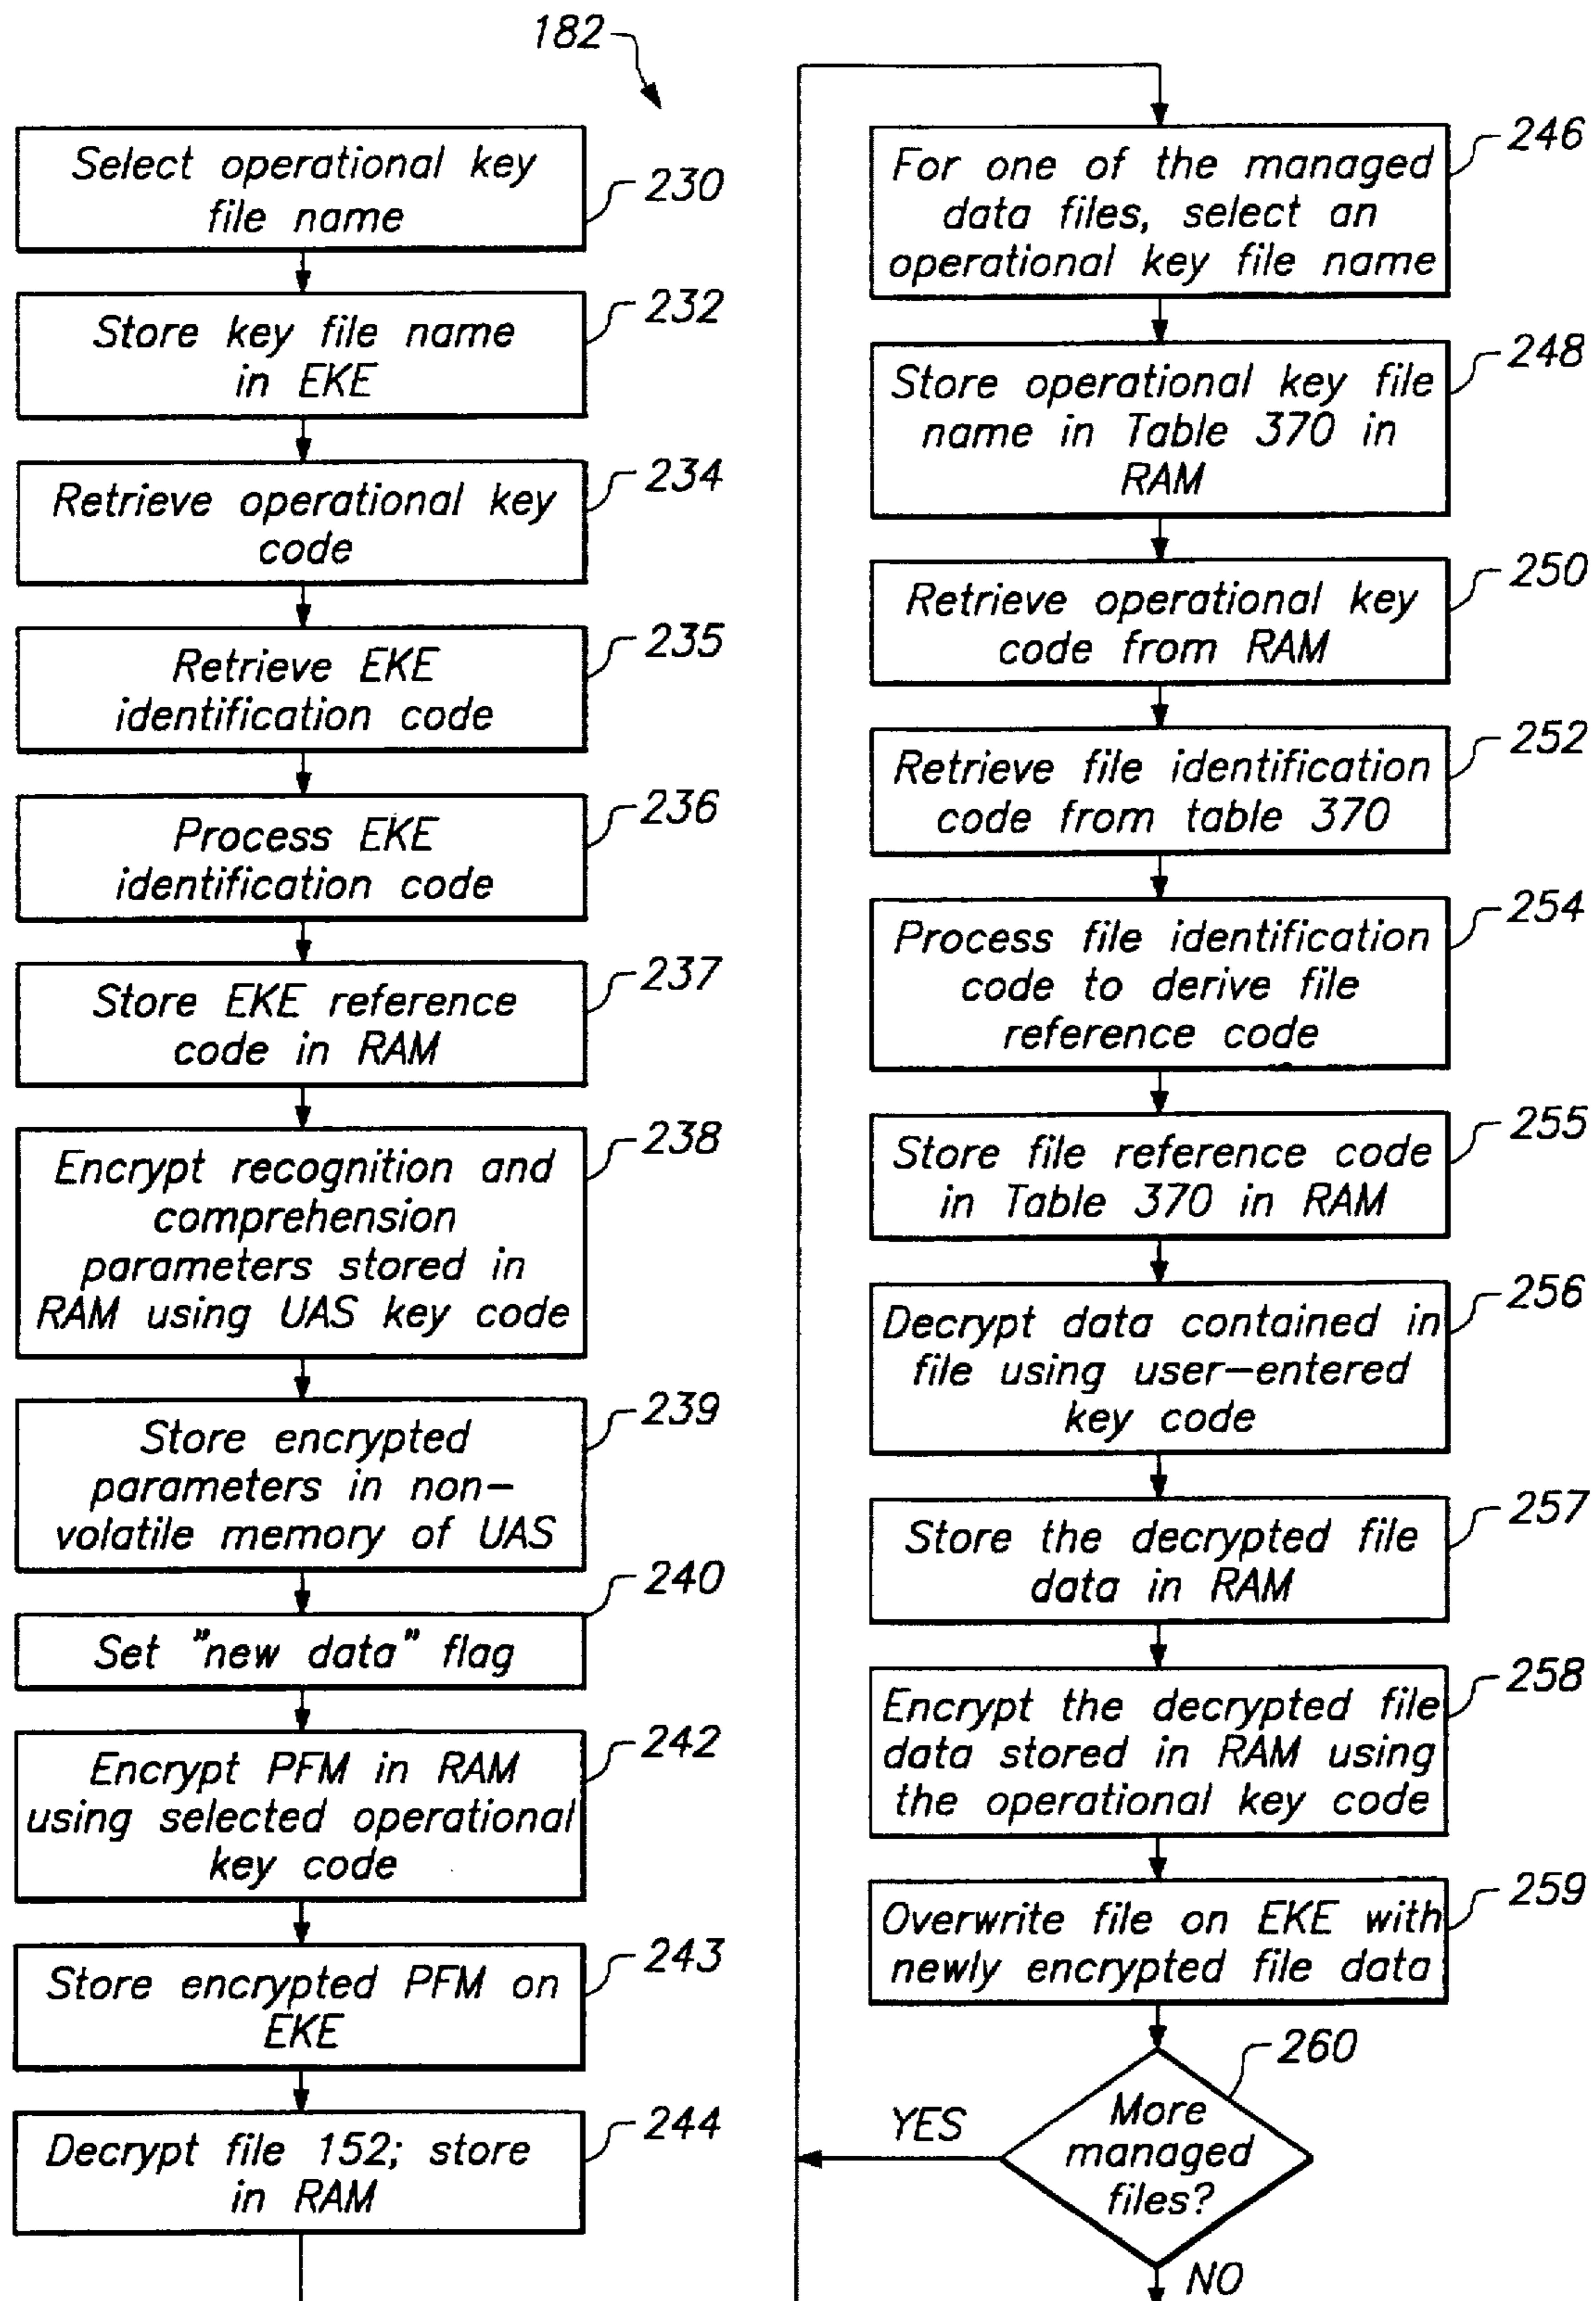 182
Select operational key
file name
230
Store key file name
in EKE
232
Retrieve operational key
code
234
Retrieve EKE
identification code
235
Process EKE
identification code
236
Store EKE reference
code in RAM
237
Encrypt recognition and
comprehension
parameters stored in
RAM using UAS key code
238
Store encrypted
parameters in non-
volatile memory of UAS
239
Set "new data" flag
240
Encrypt PFM in RAM
using selected operational
key code
242
Store encrypted PFM on
EKE
243
Decrypt file 152; store
in RAM
244
For one of the managed
data files, select an
operational key file name
246
Store operational key file
name in Table 370 in
RAM
248
Retrieve operational key
code from RAM
250
Retrieve file identification
code from table 370
252
Process file identification
code to derive file
reference code
254
Store file reference code
in Table 370 in RAM
255
Decrypt data contained in
file using user-entered
key code
256
Store the decrypted file
data in RAM
257
Encrypt the decrypted file
data stored in RAM using
the operational key code
258
Overwrite file on EKE with
newly encrypted file data
259
More
managed
files?
260
YES
NO